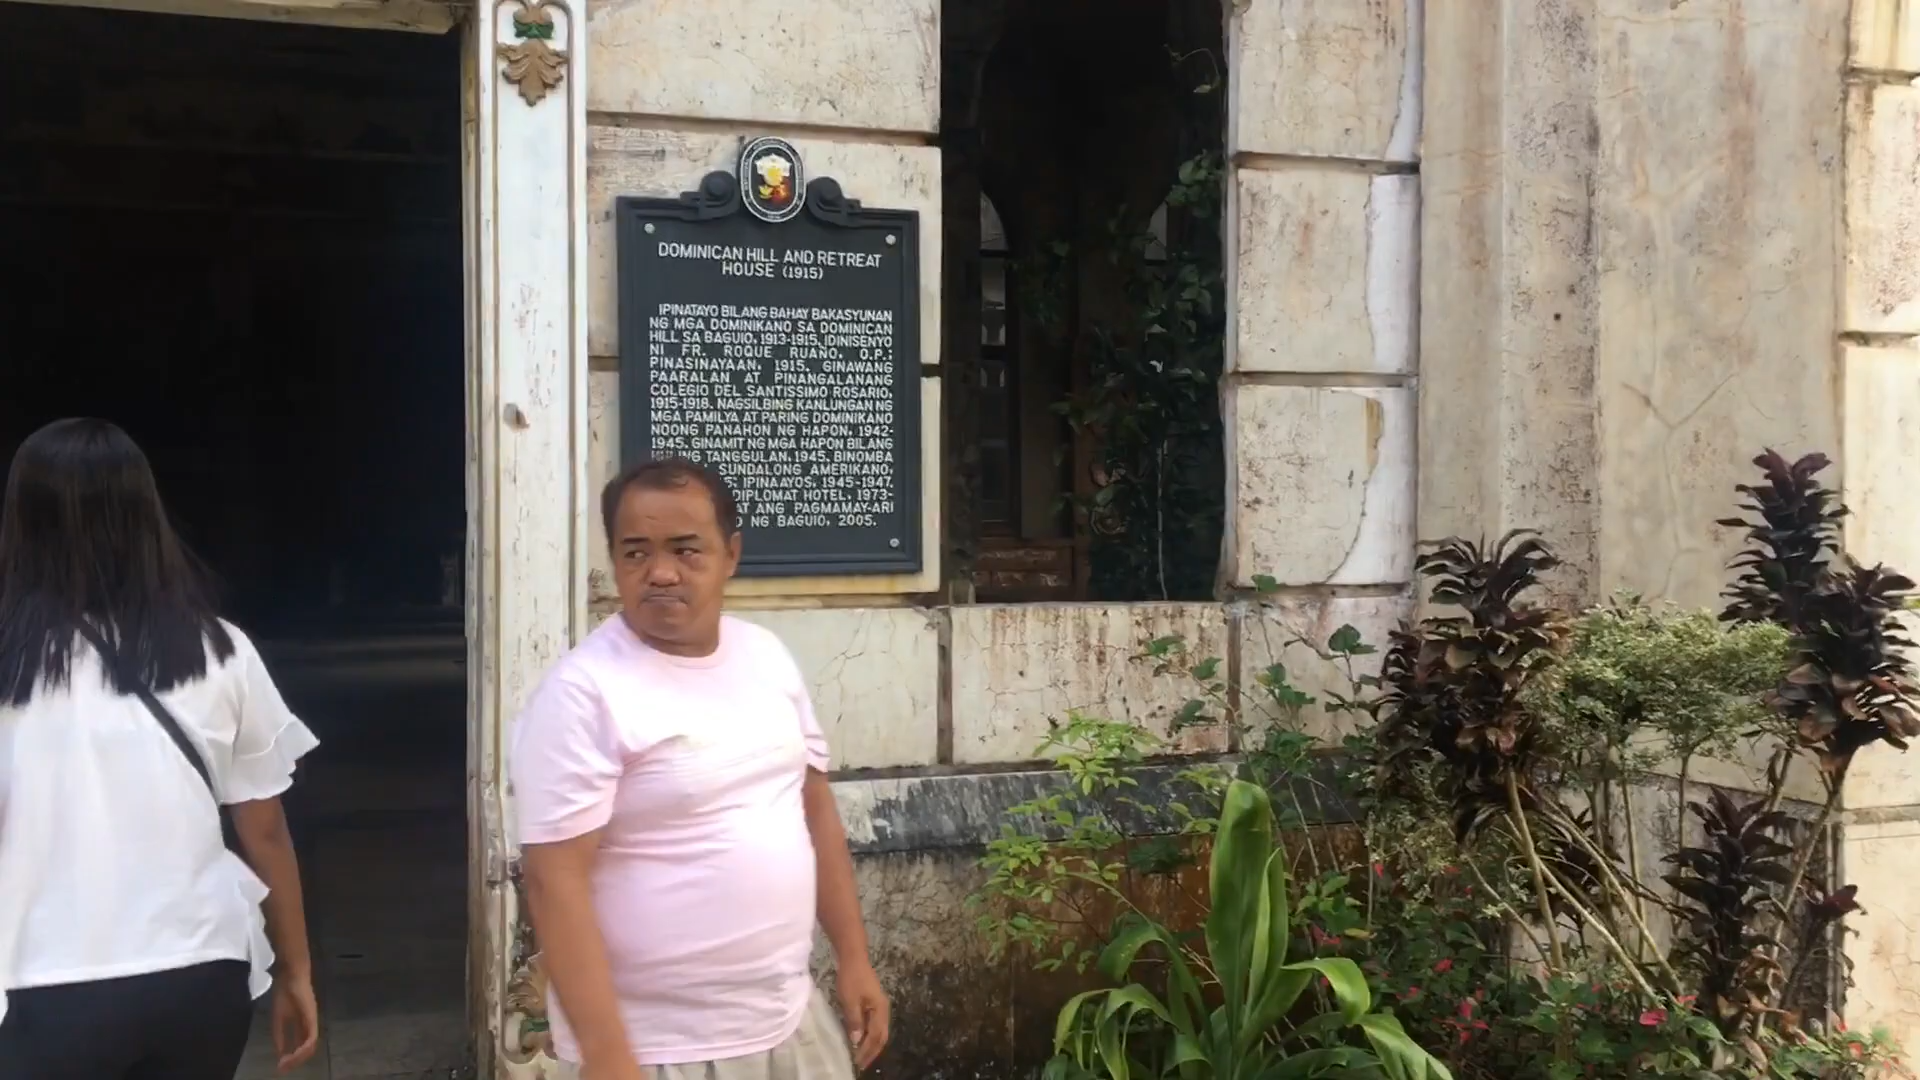 DOMINICAN HILL AND RETREAT
HOUSE (1915)
IPINATAYO BILANG BAHAY BAKASYUNAN
NG MGA DOMINIKANO SA DOMINICAN
HILL SA BAGUIO, 1913-1915. IDINISENYO
NI FR. ROQUE RUAÑO, O.P.;
PINASINAYAAN, 1915. GINAWANG
PAARALAN AT PINANGALANANG
COLEGIO DEL SANTISSIMO ROSARIO,
1915-1918. NAGSILBING KANLUNGAN NG
MGA PAMILYA AT PARING DOMINIKANO
NOONG PANAHON NG HAPON, 1942-
1945. GINAMIT NG MGA HAPON BILANG
TANGGULAN, 1945. BINOMBA
SUNDALONG AMERIKANO,
IPINAAYOS, 1945-1947.
DIPLOMAT HOTEL, 1973-
AT ANG PAGMAMAY-ARI
NG BAGUIO, 2005.